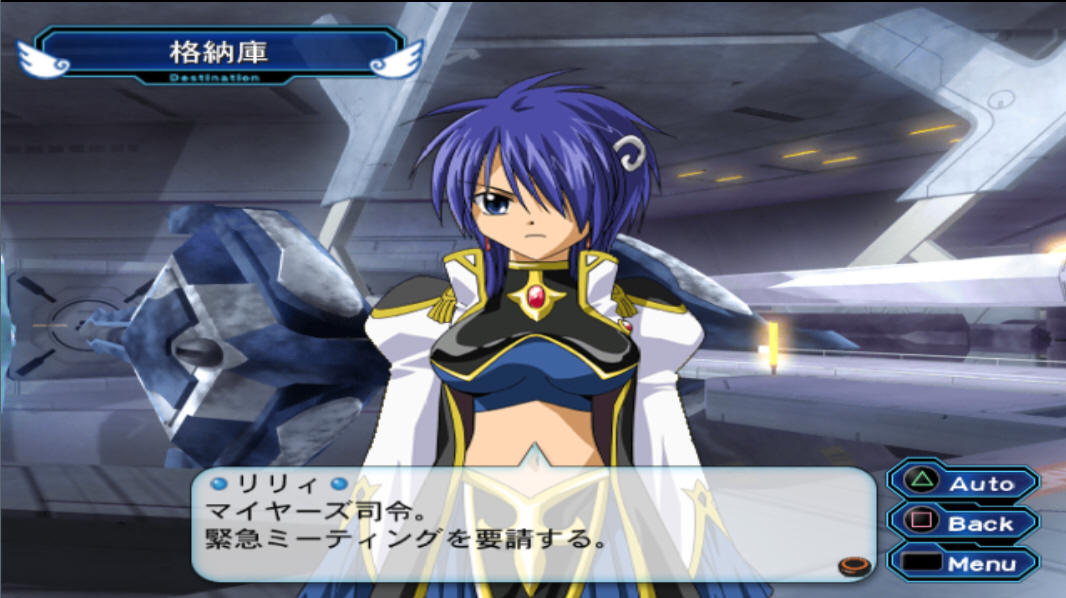 格納庫
Destination
リリィ
マイヤーズ司令。
緊急ミーティングを要請する。
Auto
Back
Menu